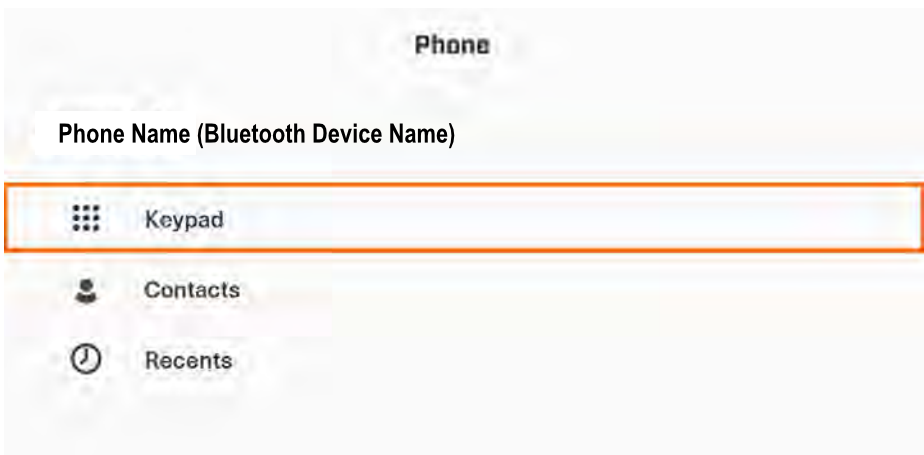 Phone
Phone Name (Bluetooth Device Name)
Keypad
Contacts
Recents